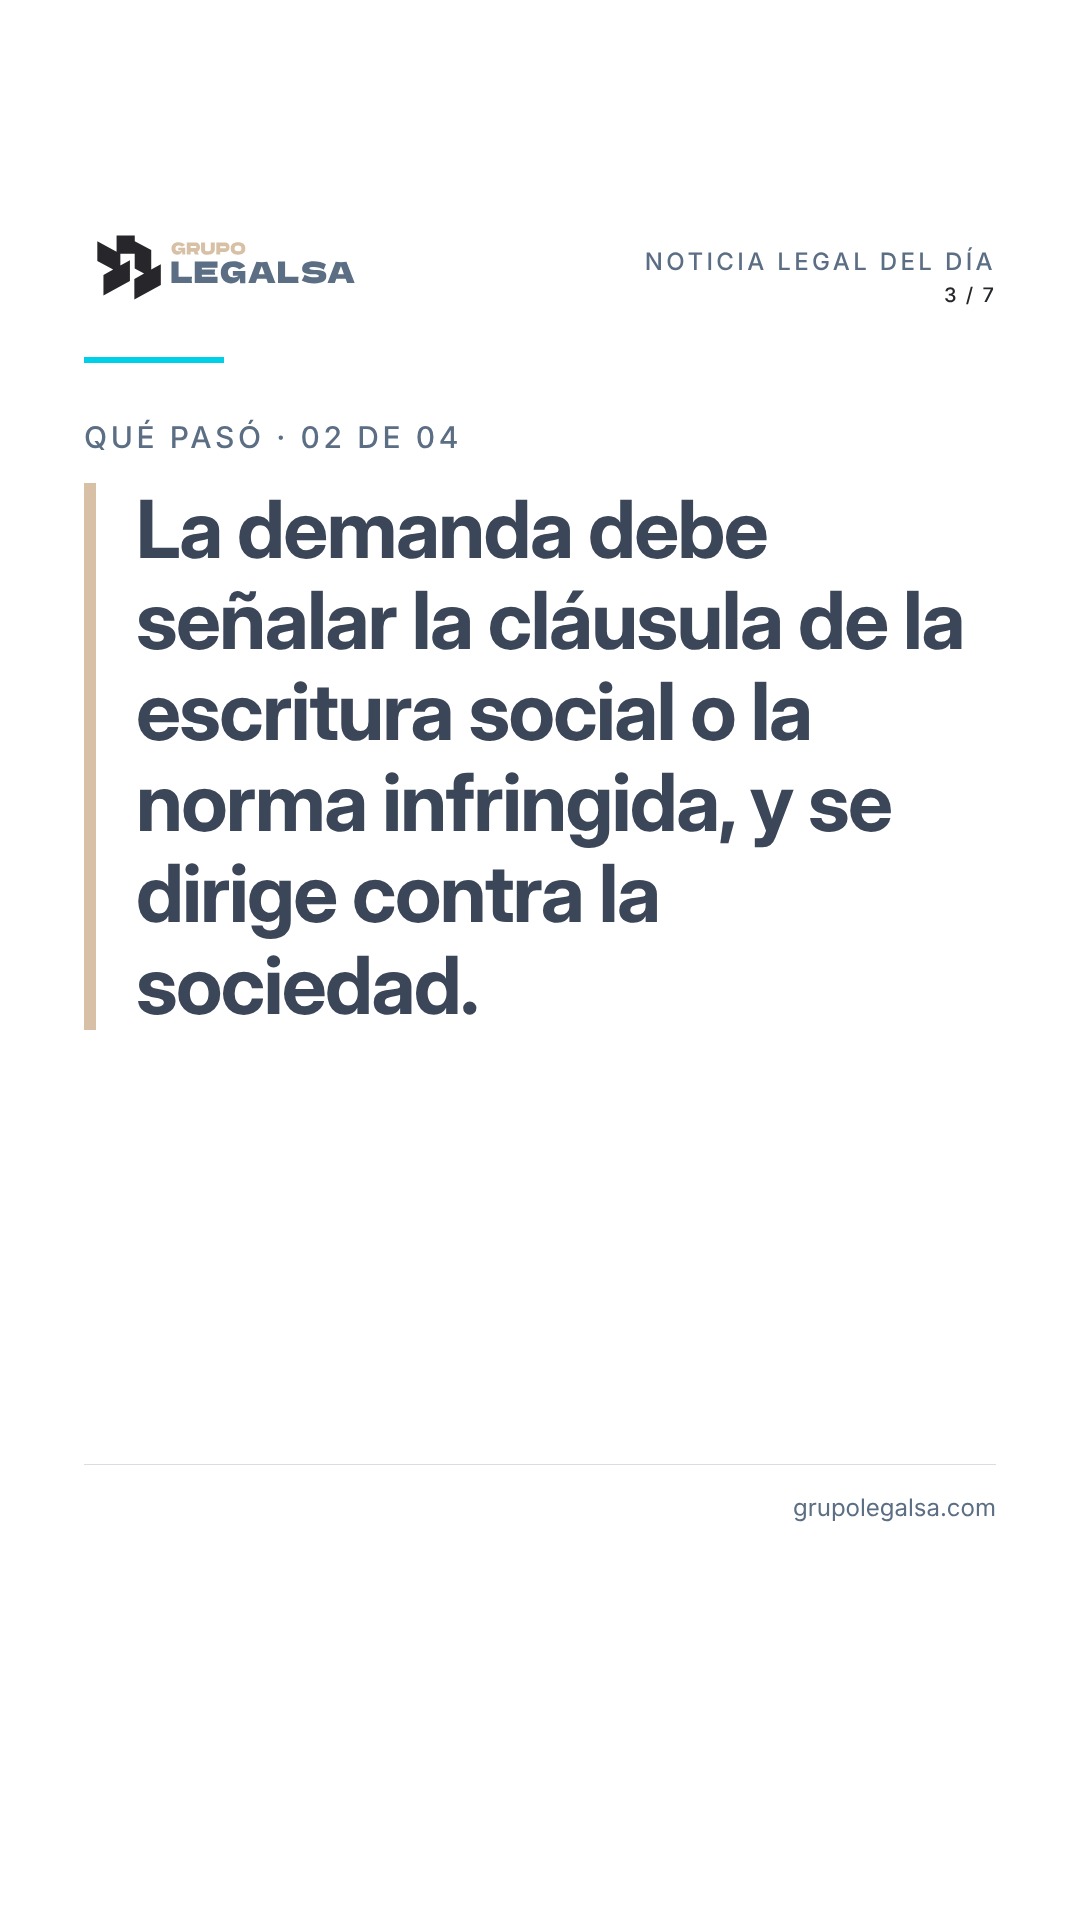 GRUPO
LEGALSA
NOTICIA LEGAL DEL DÍA
3 / 7
QUÉ PASÓ · 02 DE 04
La demanda debe
señalar la cláusula de la
escritura social o la
norma infringida, y se
dirige contra la
sociedad.
grupolegalsa.com